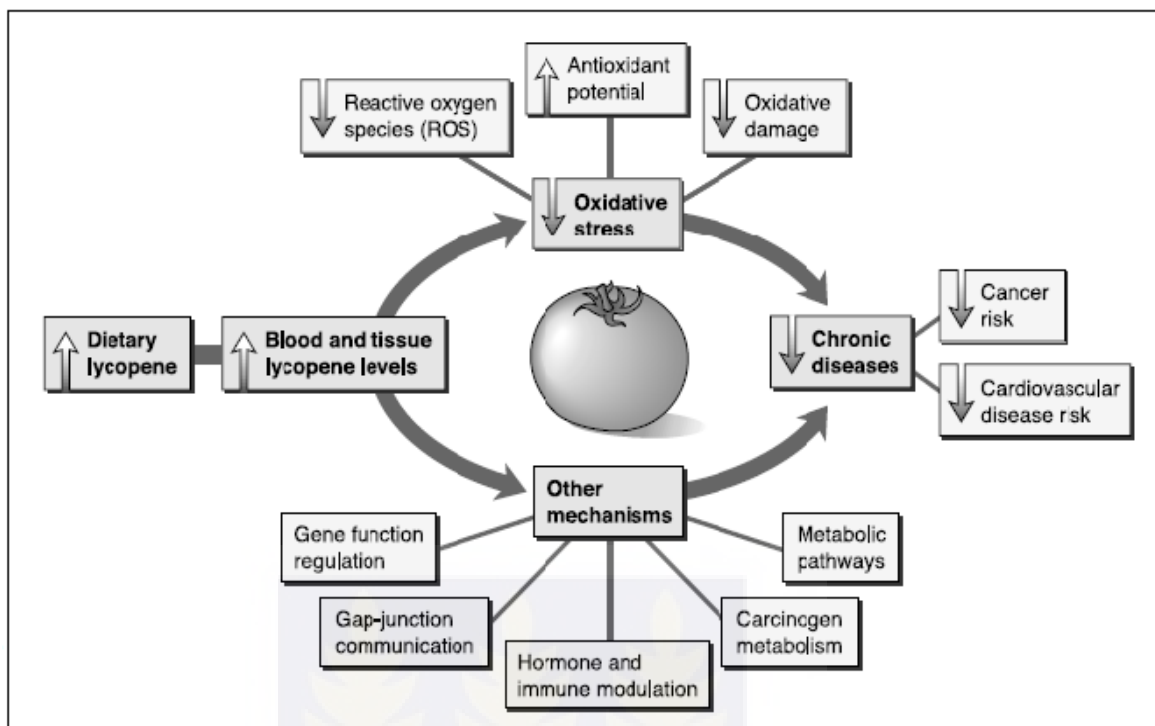 Antioxidant
potential
Reactive oxygen
species (ROS)
Oxidative
damage
Oxidative
stress
Dietary
lycopene
Blood and tissue
lycopene levels
Chronic
diseases
Cancer
risk
Cardiovascular
disease risk
Other
mechanisms
Gene function
regulation
Gap-junction
communication
Hormone and
immune modulation
Carcinogen
metabolism
Metabolic
pathways